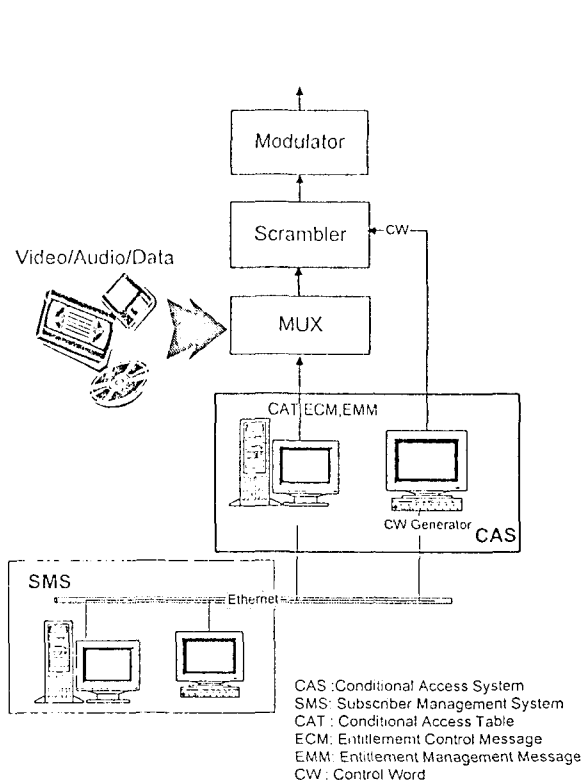 Modulator
Scrambler
CW
Video/Audio/Data
MUX
CAT,ECM,EMM
CW Generator
CAS
SMS
Ethernet
CAS :Conditional Access System
SMS: Subscriber Management System
CAT : Conditional Access Table
ECM: Entitlement Control Message
EMM: Entitlement Management Message
CW : Control Word